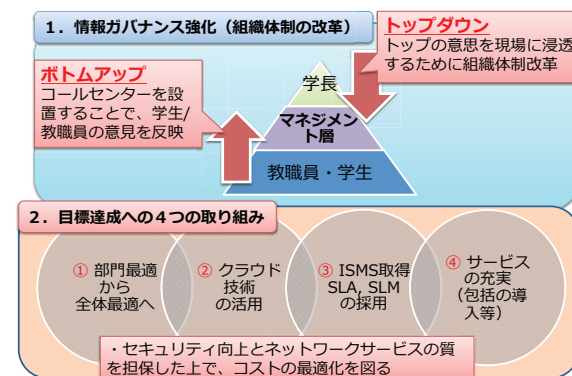 1. 情報ガバナンス強化（組織体制の改革）
トップダウン
トップの意思を現場に浸透
するために組織体制改革
ボトムアップ
コールセンターを設
置することで、学生/
教職員の意見を反映
学長
マネジメン
ト層
教職員・学生
2. 目標達成への４つの取り組み
① 部門最適
から
全体最適へ
② クラウド
技術
の活用
③ ISMS取得
SLA, SLM
の採用
④ サービス
の充実
（包括の導
入等）
・セキュリティ向上とネットワークサービスの質
を担保した上で、コストの最適化を図る